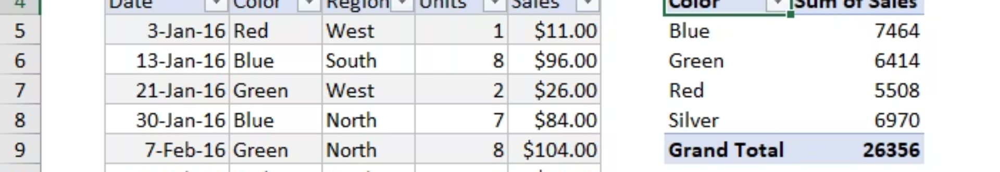 4 Date Color Region Units Sales Color Sum of Sales
5 3-Jan-16 Red West 1 $11.00 Blue 7464
6 13-Jan-16 Blue South 8 $96.00 Green 6414
7 21-Jan-16 Green West 2 $26.00 Red 5508
8 30-Jan-16 Blue North 7 $84.00 Silver 6970
9 7-Feb-16 Green North 8 $104.00 Grand Total 26356